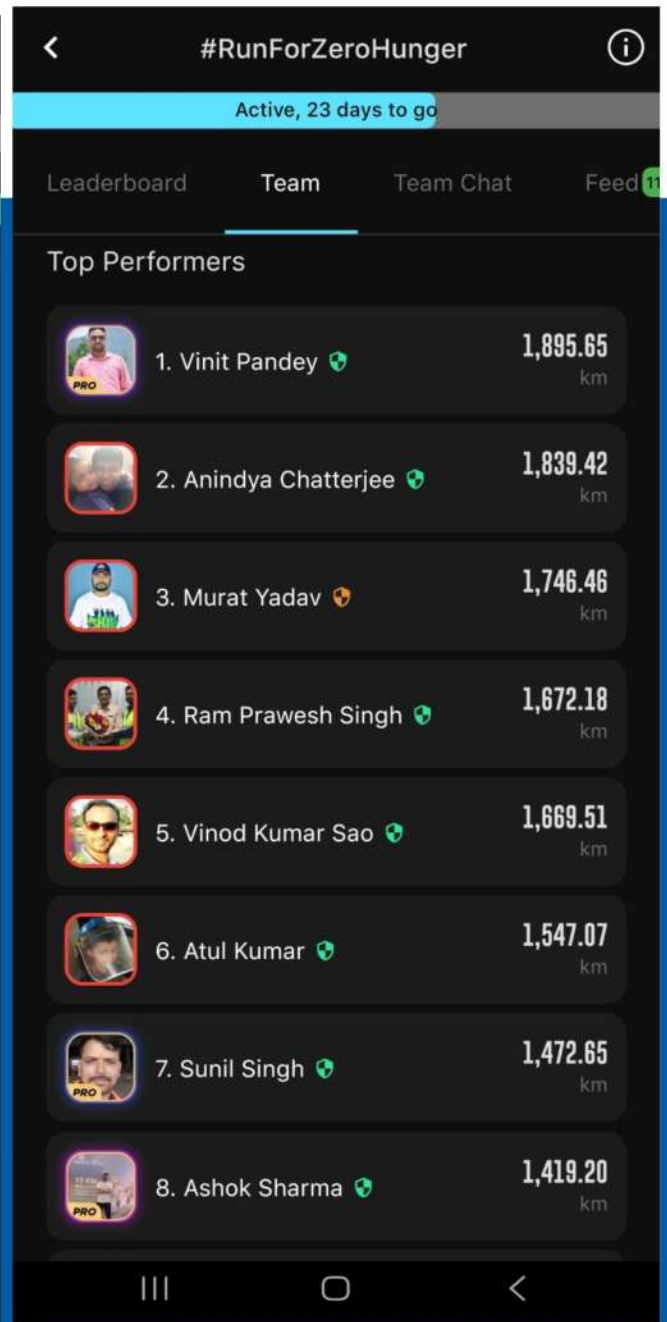 #RunForZeroHunger
Active, 23 days to go
Leaderboard Team Team Chat Feed 11
Top Performers
1. Vinit Pandey 1,895.65
km
PRO
2. Anindya Chatterjee 1,839.42
km
3. Murat Yadav 1,746.46
km
4. Ram Prawesh Singh 1,672.18
km
5. Vinod Kumar Sao 1,669.51
km
6. Atul Kumar 1,547.07
km
7. Sunil Singh 1,472.65
km
PRO
8. Ashok Sharma 1,419.20
km
PRO